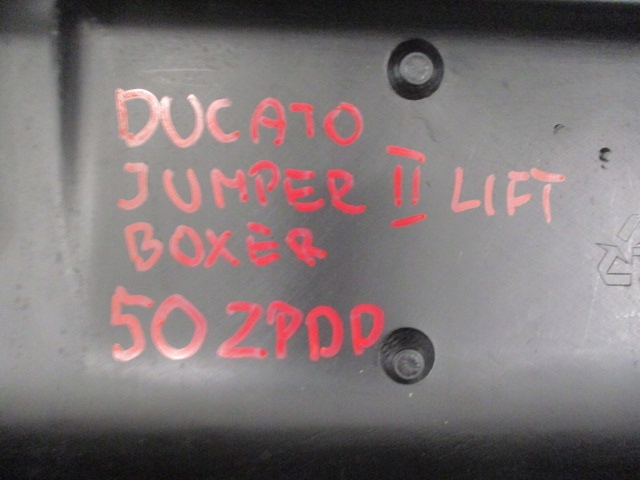 DUCATO
JUMPER II LIFT
BOXER
50 ZPDP